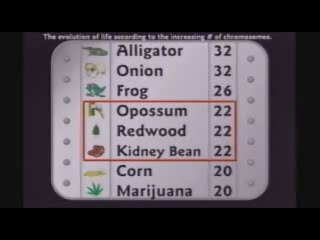 The evolution of life according to the increasing # of chromosomes.
Alligator 32
Onion 32
Frog 26
Opossum 22
Redwood 22
Kidney Bean 22
Corn 20
Marijuana 20